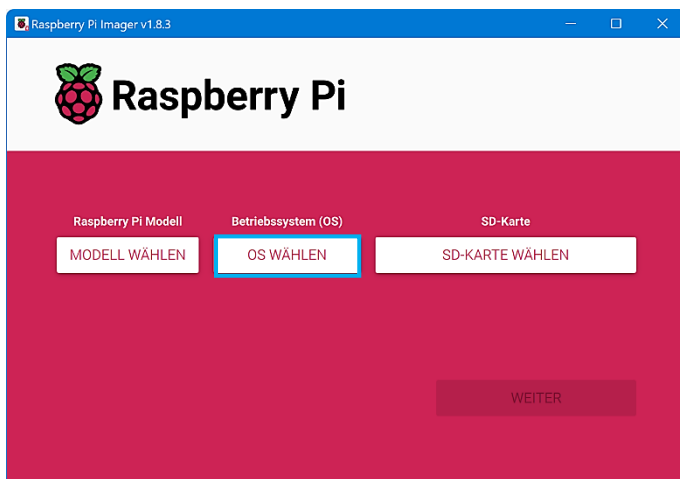 Raspberry Pi Imager v1.8.3
Raspberry Pi
Raspberry Pi Modell
Betriebssystem (OS)
SD-Karte
MODELL WÄHLEN
OS WÄHLEN
SD-KARTE WÄHLEN
WEITER